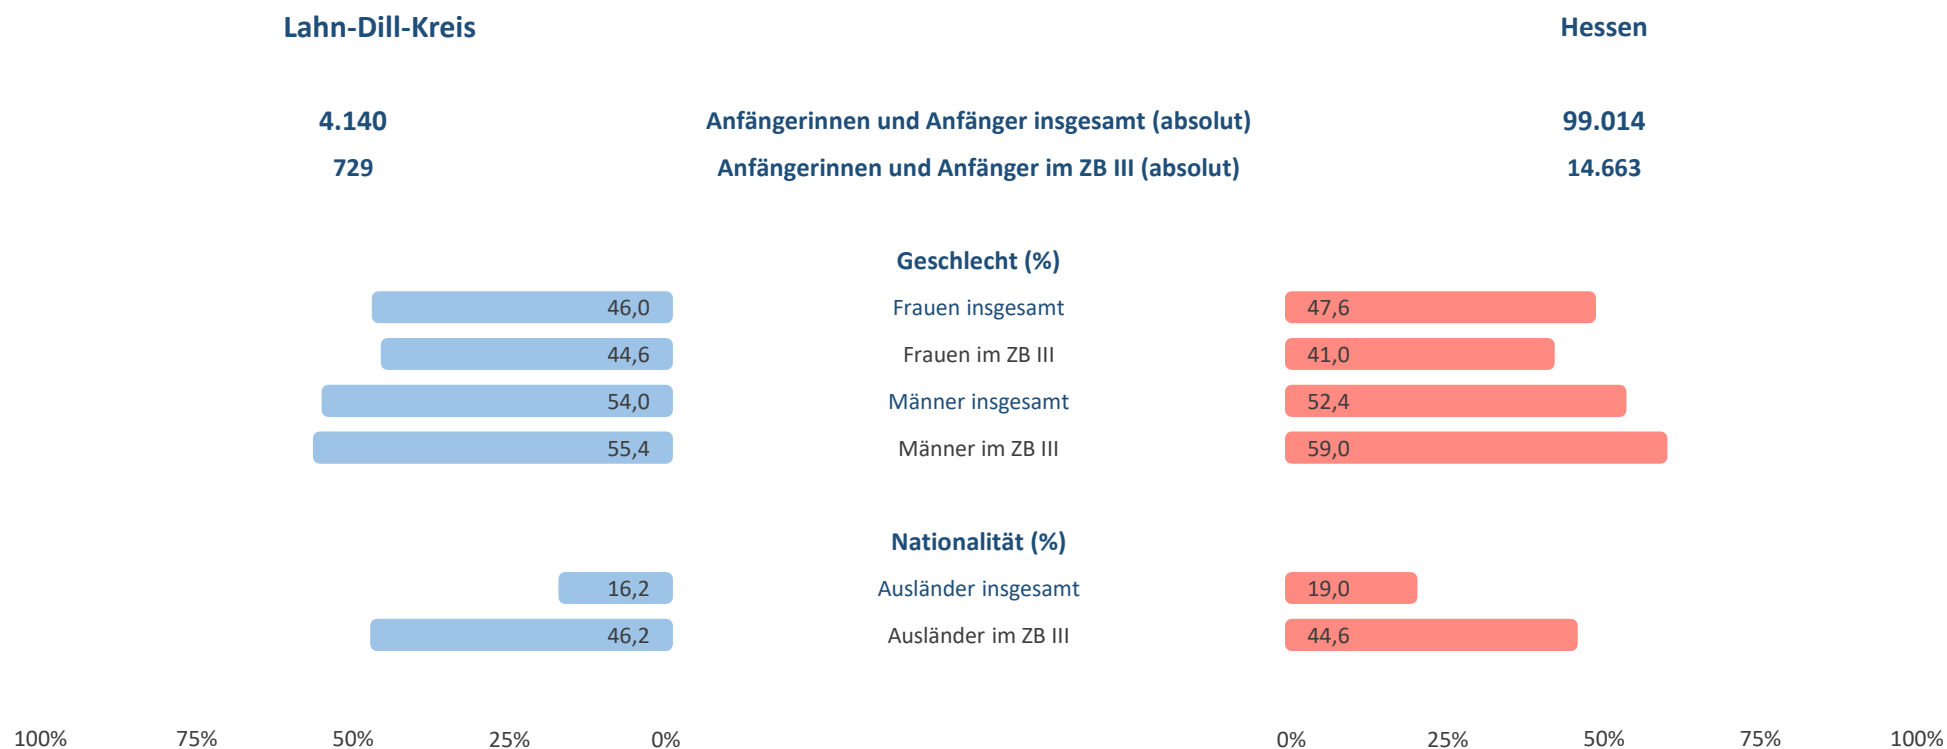 Lahn-Dill-Kreis Hessen
4.140 Anfängerinnen und Anfänger insgesamt (absolut) 99.014
729 Anfängerinnen und Anfänger im ZB III (absolut) 14.663
Geschlecht (%)
46,0 Frauen insgesamt 47,6
44,6 Frauen im ZB III 41,0
54,0 Männer insgesamt 52,4
55,4 Männer im ZB III 59,0
Nationalität (%)
16,2 Ausländer insgesamt 19,0
46,2 Ausländer im ZB III 44,6
100% 75% 50% 25% 0% 0% 25% 50% 75% 100%